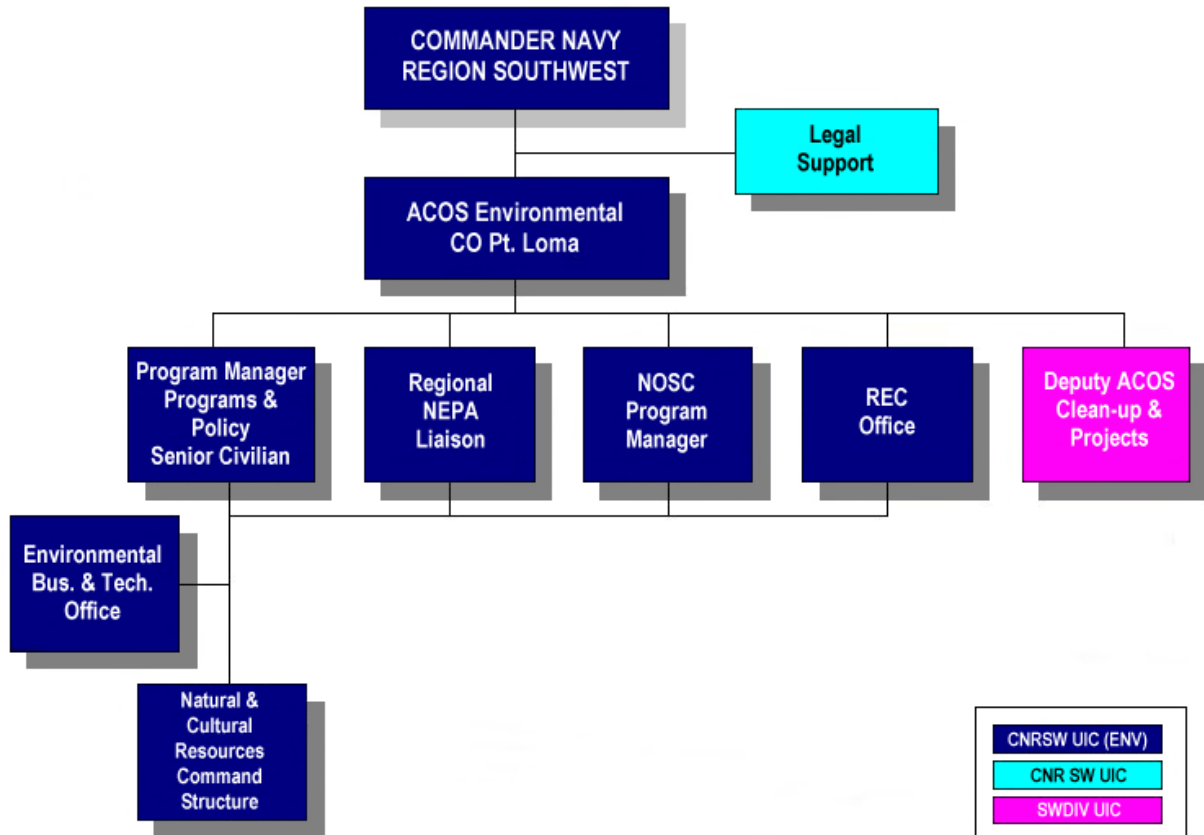 COMMANDER NAVY
REGION SOUTHWEST
Legal
Support
ACOS Environmental
CO Pt. Loma
Program Manager
Programs &
Policy
Senior Civilian
Regional
NEPA
Liaison
NOSC
Program
Manager
REC
Office
Deputy ACOS
Clean-up &
Projects
Environmental
Bus. & Tech.
Office
Natural &
Cultural
Resources
Command
Structure
CNRSW UIC (ENV)
CNR SW UIC
SWDIV UIC